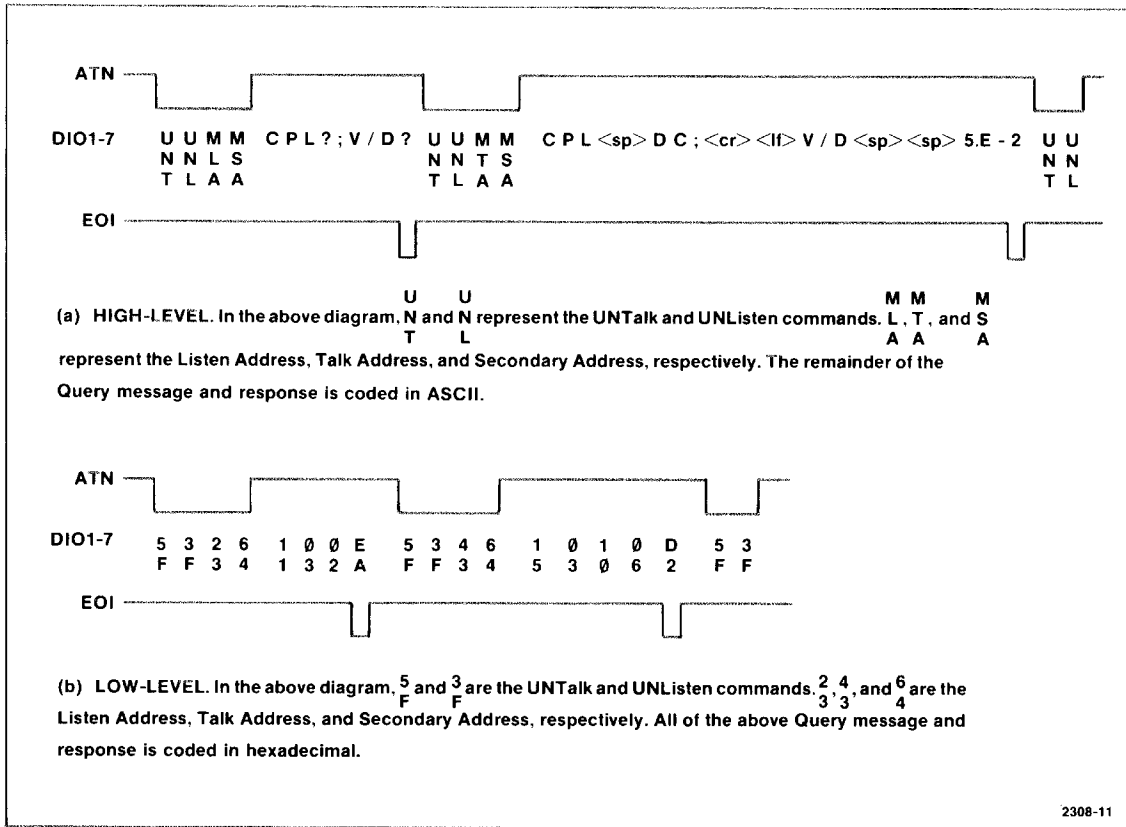 ATN
DIO1-7 U U M M C P L ? ; V / D ? U U M M C P L <sp> D C ; <cr> <lf> V / D <sp> <sp> 5.E - 2 U U
N N L S N N T S N N
T L A A T L A A T L
EOI
U U M M M
(a) HIGH-LEVEL. In the above diagram, N and N represent the UNTalk and UNListen commands. L , T , and S
T L A A A
represent the Listen Address, Talk Address, and Secondary Address, respectively. The remainder of the
Query message and response is coded in ASCII.
ATN
DIO1-7 5 3 2 6 1 0 0 E 5 3 4 6 1 0 1 0 D 5 3
F F 3 4 1 3 2 A F F 3 4 5 3 0 6 2 F F
EOI
(b) LOW-LEVEL. In the above diagram, 5 and 3 are the UNTalk and UNListen commands. 2 , 4 , and 6 are the
F F 3 3 4
Listen Address, Talk Address, and Secondary Address, respectively. All of the above Query message and
response is coded in hexadecimal.
2308-11